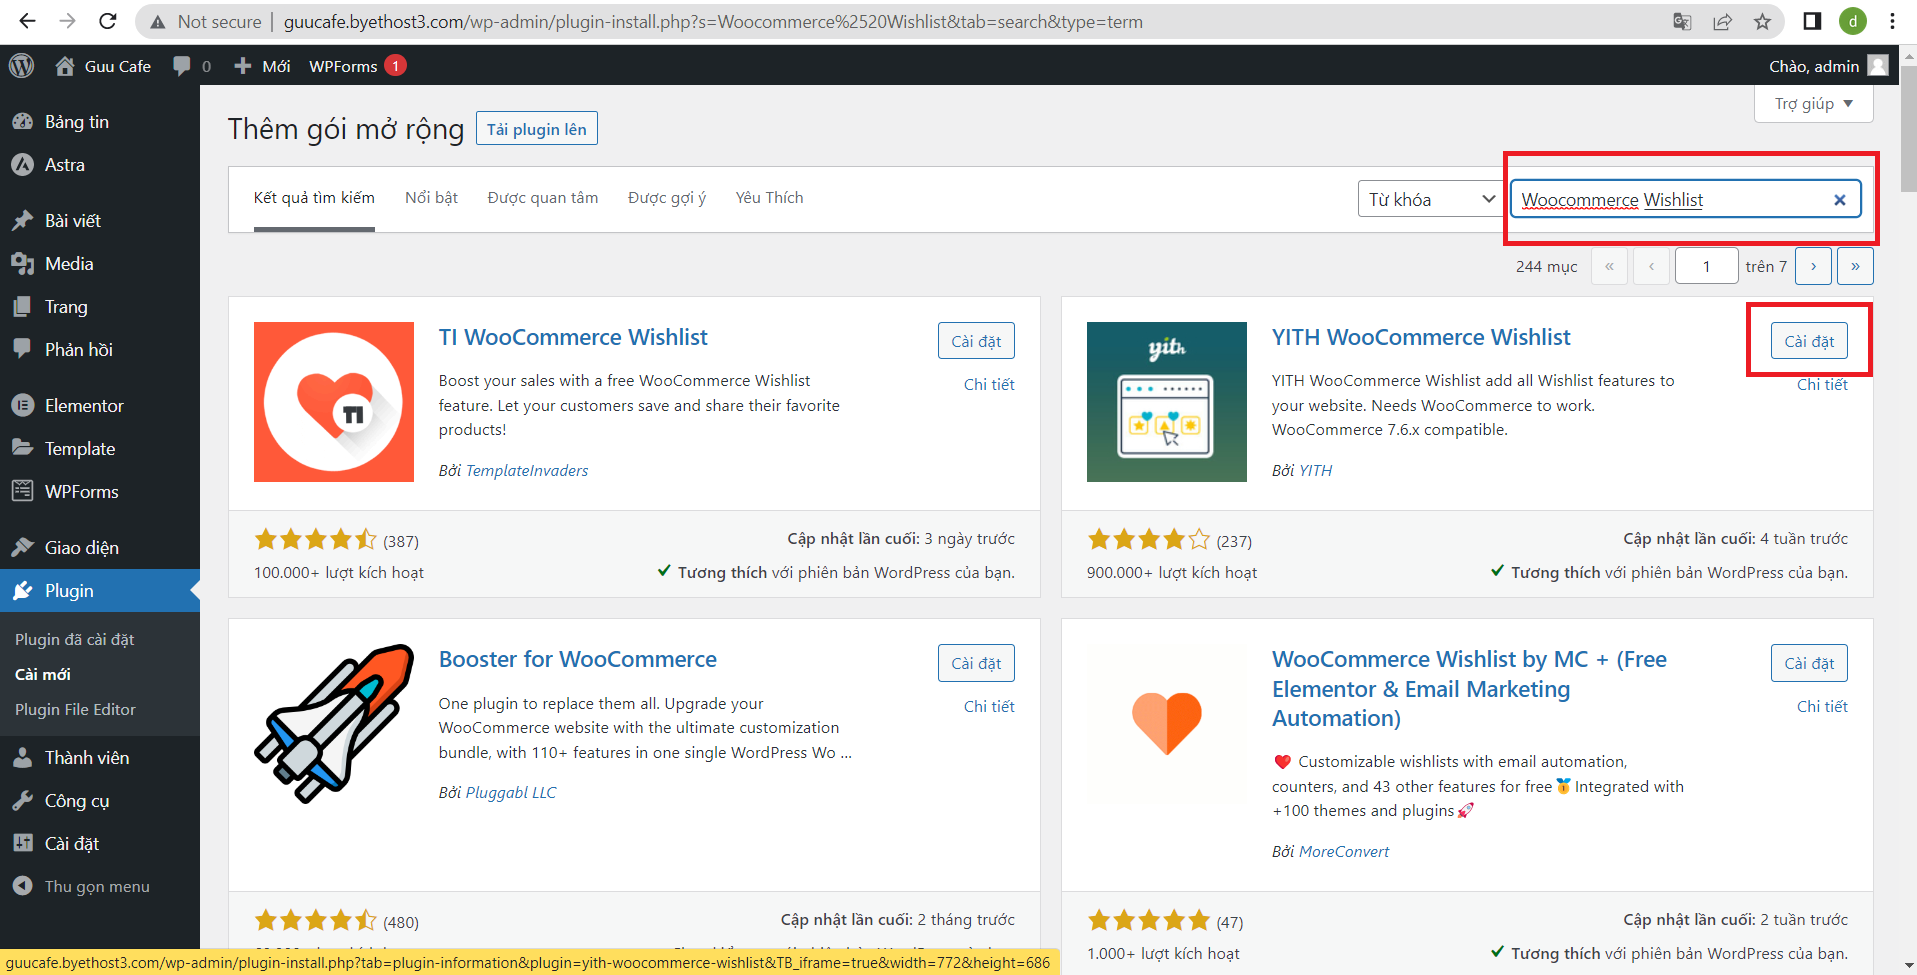 Not secure | guucafe.byethost3.com/wp-admin/plugin-install.php?s=Woocommerce%2520Wishlist&tab=search&type=term
d
Guu Cafe 0 Mới WPForms 1
Chào, admin
Bảng tin
Astra
Bài viết
Media
Trang
Phản hồi
Elementor
Template
WPForms
Giao diện
Plugin
Plugin đã cài đặt
Cài mới
Plugin File Editor
Thành viên
Công cụ
Cài đặt
Thu gọn menu
Trợ giúp
Thêm gói mở rộng Tải plugin lên
Kết quả tìm kiếm Nổi bật Được quan tâm Được gợi ý Yêu Thích
Từ khóa Woocommerce Wishlist
244 mục « ‹ 1 trên 7 › »
TI WooCommerce Wishlist
Cài đặt
Chi tiết
Boost your sales with a free WooCommerce Wishlist
feature. Let your customers save and share their favorite
products!
Bởi TemplateInvaders
TI
(387)
Cập nhật lần cuối: 3 ngày trước
100.000+ lượt kích hoạt
Tương thích với phiên bản WordPress của bạn.
yith
YITH WooCommerce Wishlist
Cài đặt
Chi tiết
YITH WooCommerce Wishlist add all Wishlist features to
your website. Needs WooCommerce to work.
WooCommerce 7.6.x compatible.
Bởi YITH
(237)
Cập nhật lần cuối: 4 tuần trước
900.000+ lượt kích hoạt
Tương thích với phiên bản WordPress của bạn.
Booster for WooCommerce
Cài đặt
Chi tiết
One plugin to replace them all. Upgrade your
WooCommerce website with the ultimate customization
bundle, with 110+ features in one single WordPress Wo ...
Bởi Pluggabl LLC
(480)
Cập nhật lần cuối: 2 tháng trước
WooCommerce Wishlist by MC + (Free
Elementor & Email Marketing
Automation)
Cài đặt
Chi tiết
Customizable wishlists with email automation,
counters, and 43 other features for free Integrated with
+100 themes and plugins
Bởi MoreConvert
(47)
Cập nhật lần cuối: 2 tuần trước
1.000+ lượt kích hoạt
Tương thích với phiên bản WordPress của bạn.
guucafe.byethost3.com/wp-admin/plugin-install.php?tab=plugin-information&plugin=yith-woocommerce-wishlist&TB_iframe=true&width=772&height=686